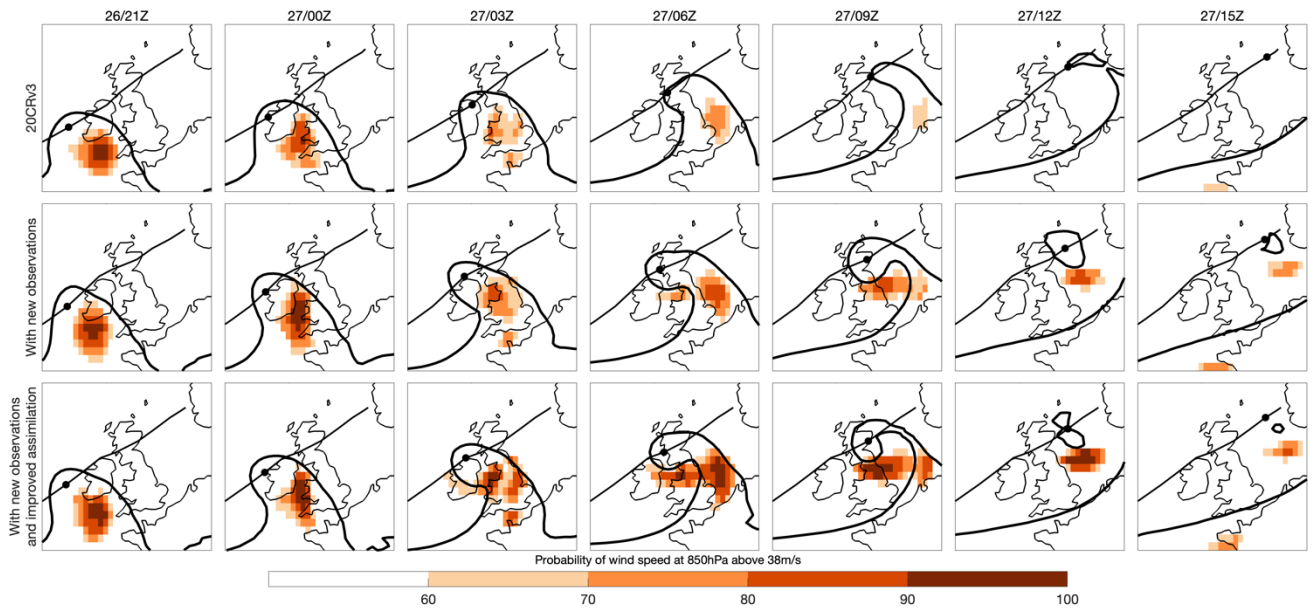 26/21Z 27/00Z 27/03Z 27/06Z 27/09Z 27/12Z 27/15Z
20CRv3
With new observations
With new observations
and improved assimilation
Probability of wind speed at 850hPa above 38m/s
60 70 80 90 100